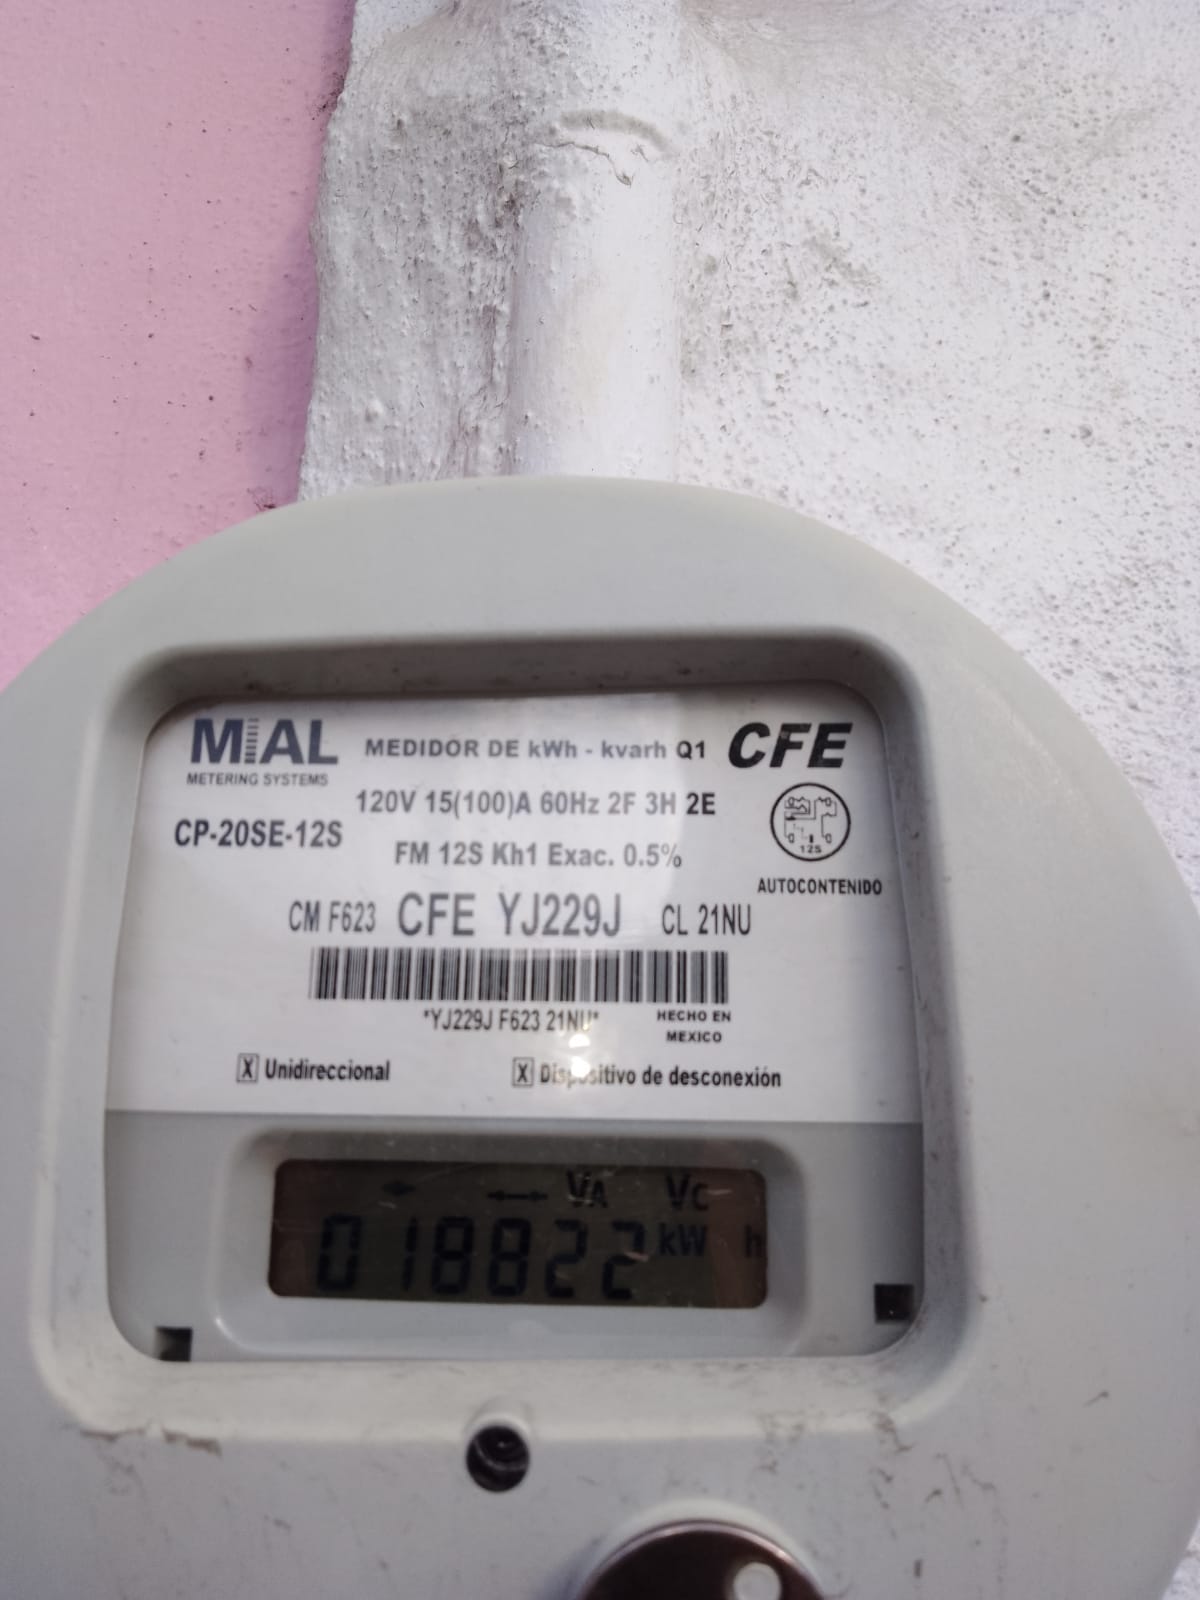 MIAL
METERING SYSTEMS
MEDIDOR DE kWh - kvarh Q1
CFE
120V 15(100)A 60Hz 2F 3H 2E
CP-20SE-12S
FM 12S Kh1 Exac. 0.5%
12S
AUTOCONTENIDO
CM F623 CFE YJ229J CL 21NU
*YJ229J F623 21NU*
HECHO EN
MEXICO
X Unidireccional
X Dispositivo de desconexión
VA VC
018822 kW h